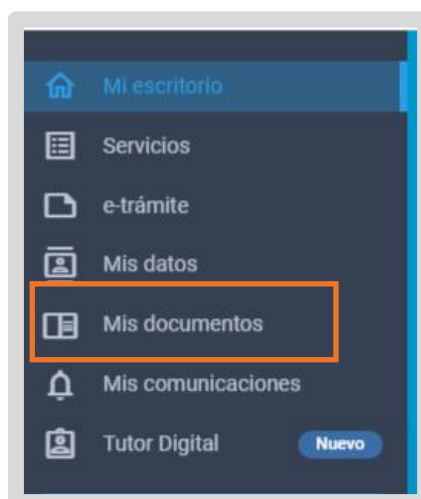 Mi escritorio
Servicios
e-trámite
Mis datos
Mis documentos
Mis comunicaciones
Tutor Digital Nuevo